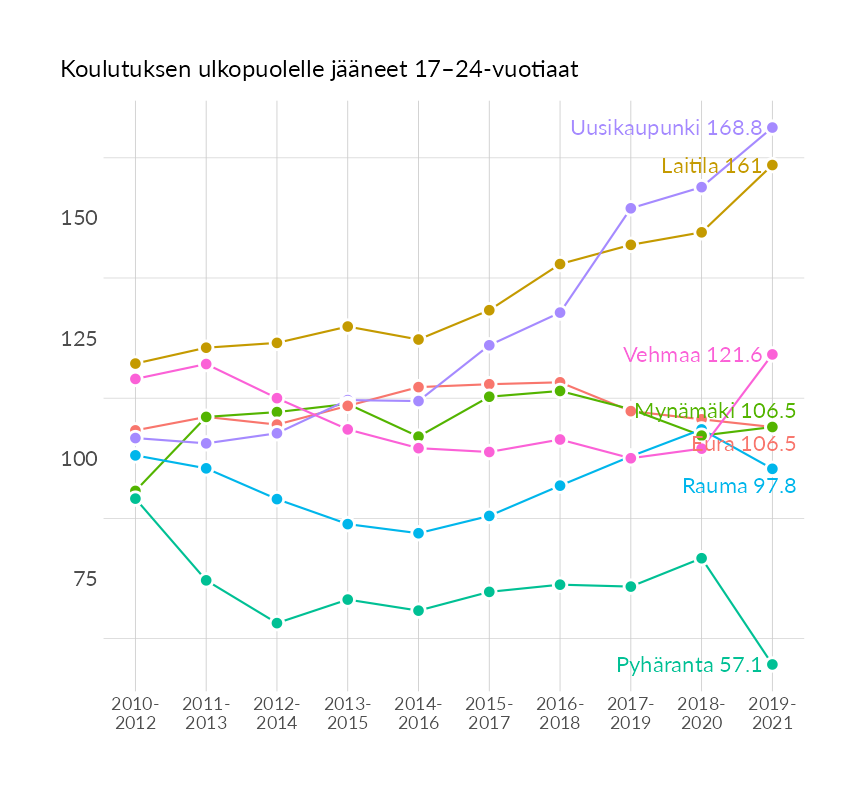 Koulutuksen ulkopuolelle jääneet 17–24-vuotiaat
Uusikaupunki 168.8
Laitila 161
150
125
Vehmaa 121.6
Mynämäki 106.5
Eura 106.5
100
Rauma 97.8
75
Pyhäranta 57.1
2010- 2011- 2012- 2013- 2014- 2015- 2016- 2017- 2018- 2019-
2012 2013 2014 2015 2016 2017 2018 2019 2020 2021